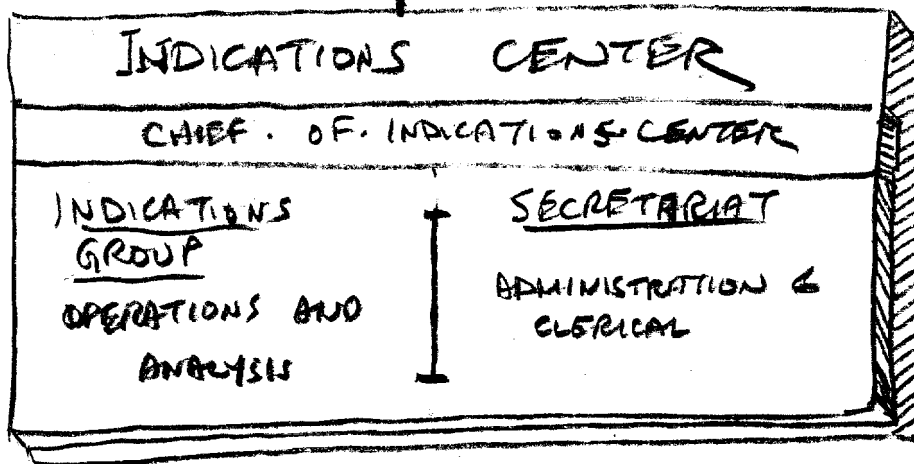 INDICATIONS CENTER
CHIEF. OF. INDICATIONS. CENTER
INDICATIONS
GROUP
OPERATIONS AND
ANALYSIS
SECRETARIAT
ADMINISTRATION &
CLERICAL